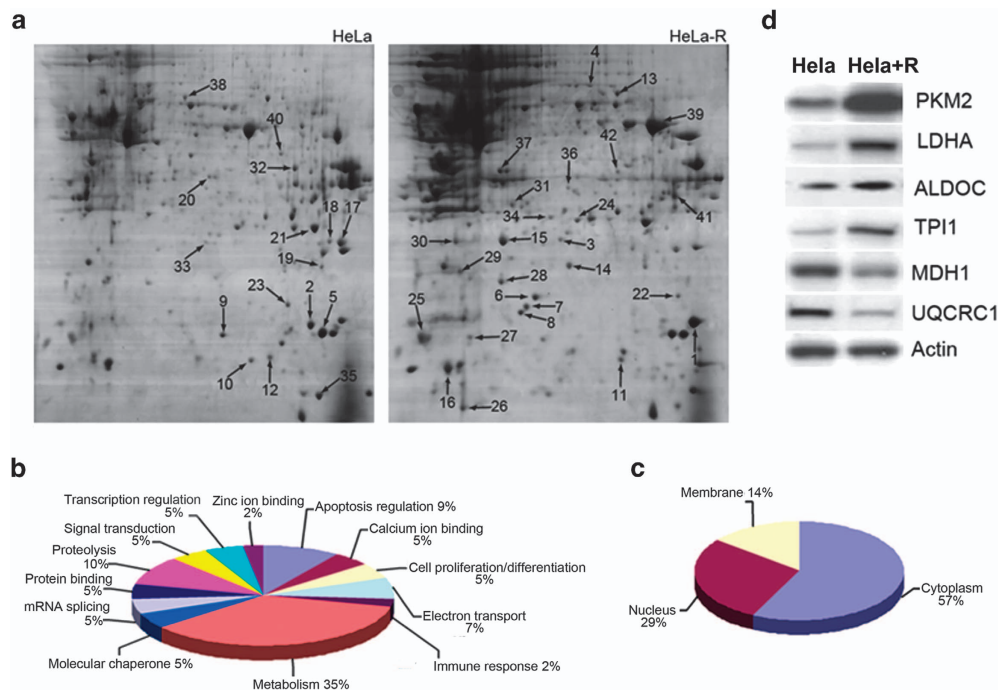 a
HeLa
38
40
32
20
18
17
21
33
19
23
2
5
9
10
12
35
HeLa-R
4
13
39
37
36
42
31
34
24
41
30
15
3
29
14
28
6
7
22
25
8
27
1
16
11
26
d
Hela Hela+R
PKM2
LDHA
ALDOC
TPI1
MDH1
UQCRC1
Actin
b
Transcription regulation
5%
Zinc ion binding
2%
Apoptosis regulation 9%
Signal transduction
5%
Calcium ion binding
5%
Proteolysis
10%
Cell proliferation/differentiation
5%
Protein binding
5%
Electron transport
7%
mRNA splicing
5%
Immune response 2%
Molecular chaperone 5%
Metabolism 35%
c
Membrane 14%
Cytoplasm
57%
Nucleus
29%